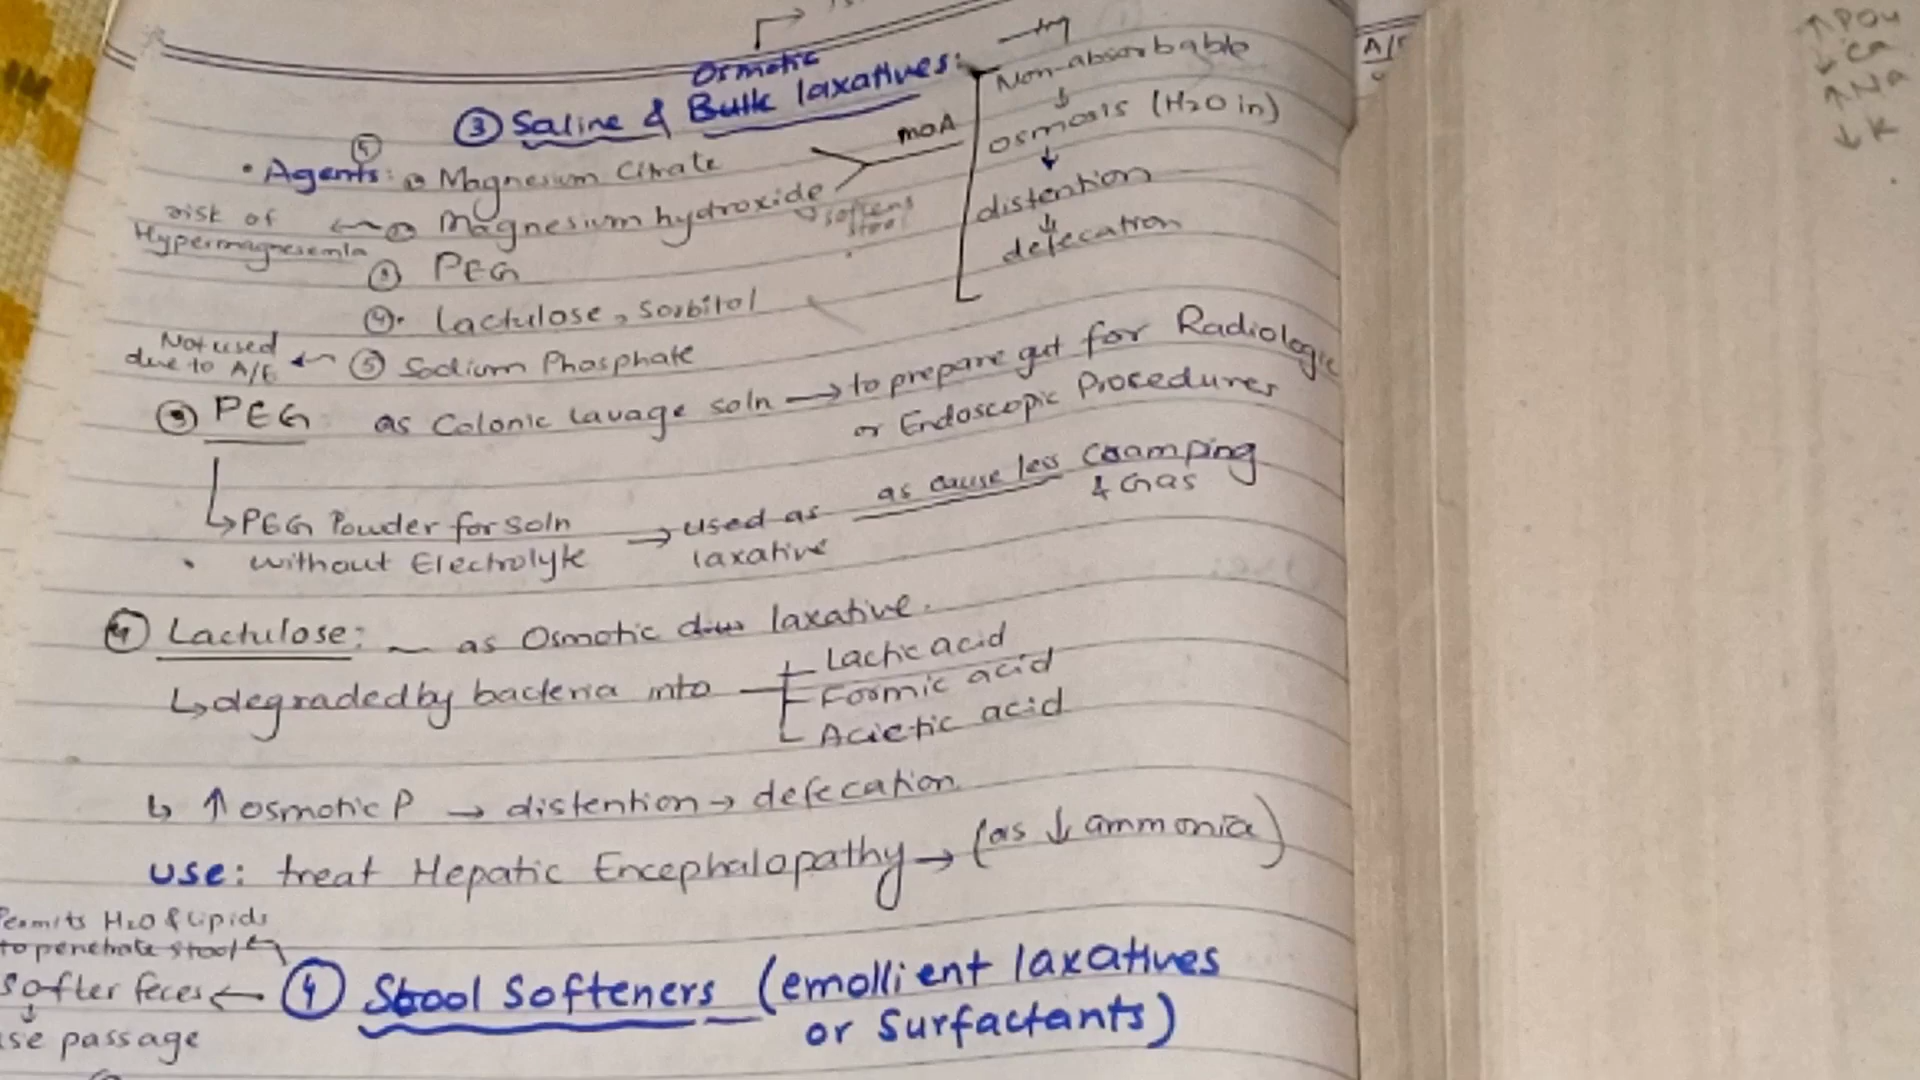 Osmotic
③ Saline & Bulk laxatives:
• Agents: ① Magnesium Citrate
② Magnesium hydroxide
softens stool
risk of
Hypermagnesemia
③ PEG
④• Lactulose, Sorbitol
⑤ Sodium Phosphate
Not used
due to A/E
MOA
Non-absorbable
↓
osmosis (H2O in)
↓
distention
↓
defecation
③ PEG as Colonic Lavage soln → to prepare gut for Radiologic
or Endoscopic Procedures
↳ PEG Powder for soln → used as as cause less Cramping
without Electrolyte laxative & Gas
④ Lactulose: as Osmotic laxative.
↳ degraded by bacteria into Lactic acid
Formic acid
Acietic acid
↳ ↑ osmotic P → distention → defecation
USE: treat Hepatic Encephalopathy → (as ↓ ammonia)
Permits H2O & lipids
to penetrate stool
softer feces ← ④ Stool Softeners (emollient laxatives
or Surfactants)
passage
A/E
↑ PO4
↓ Ca
↑ Na
↓ K